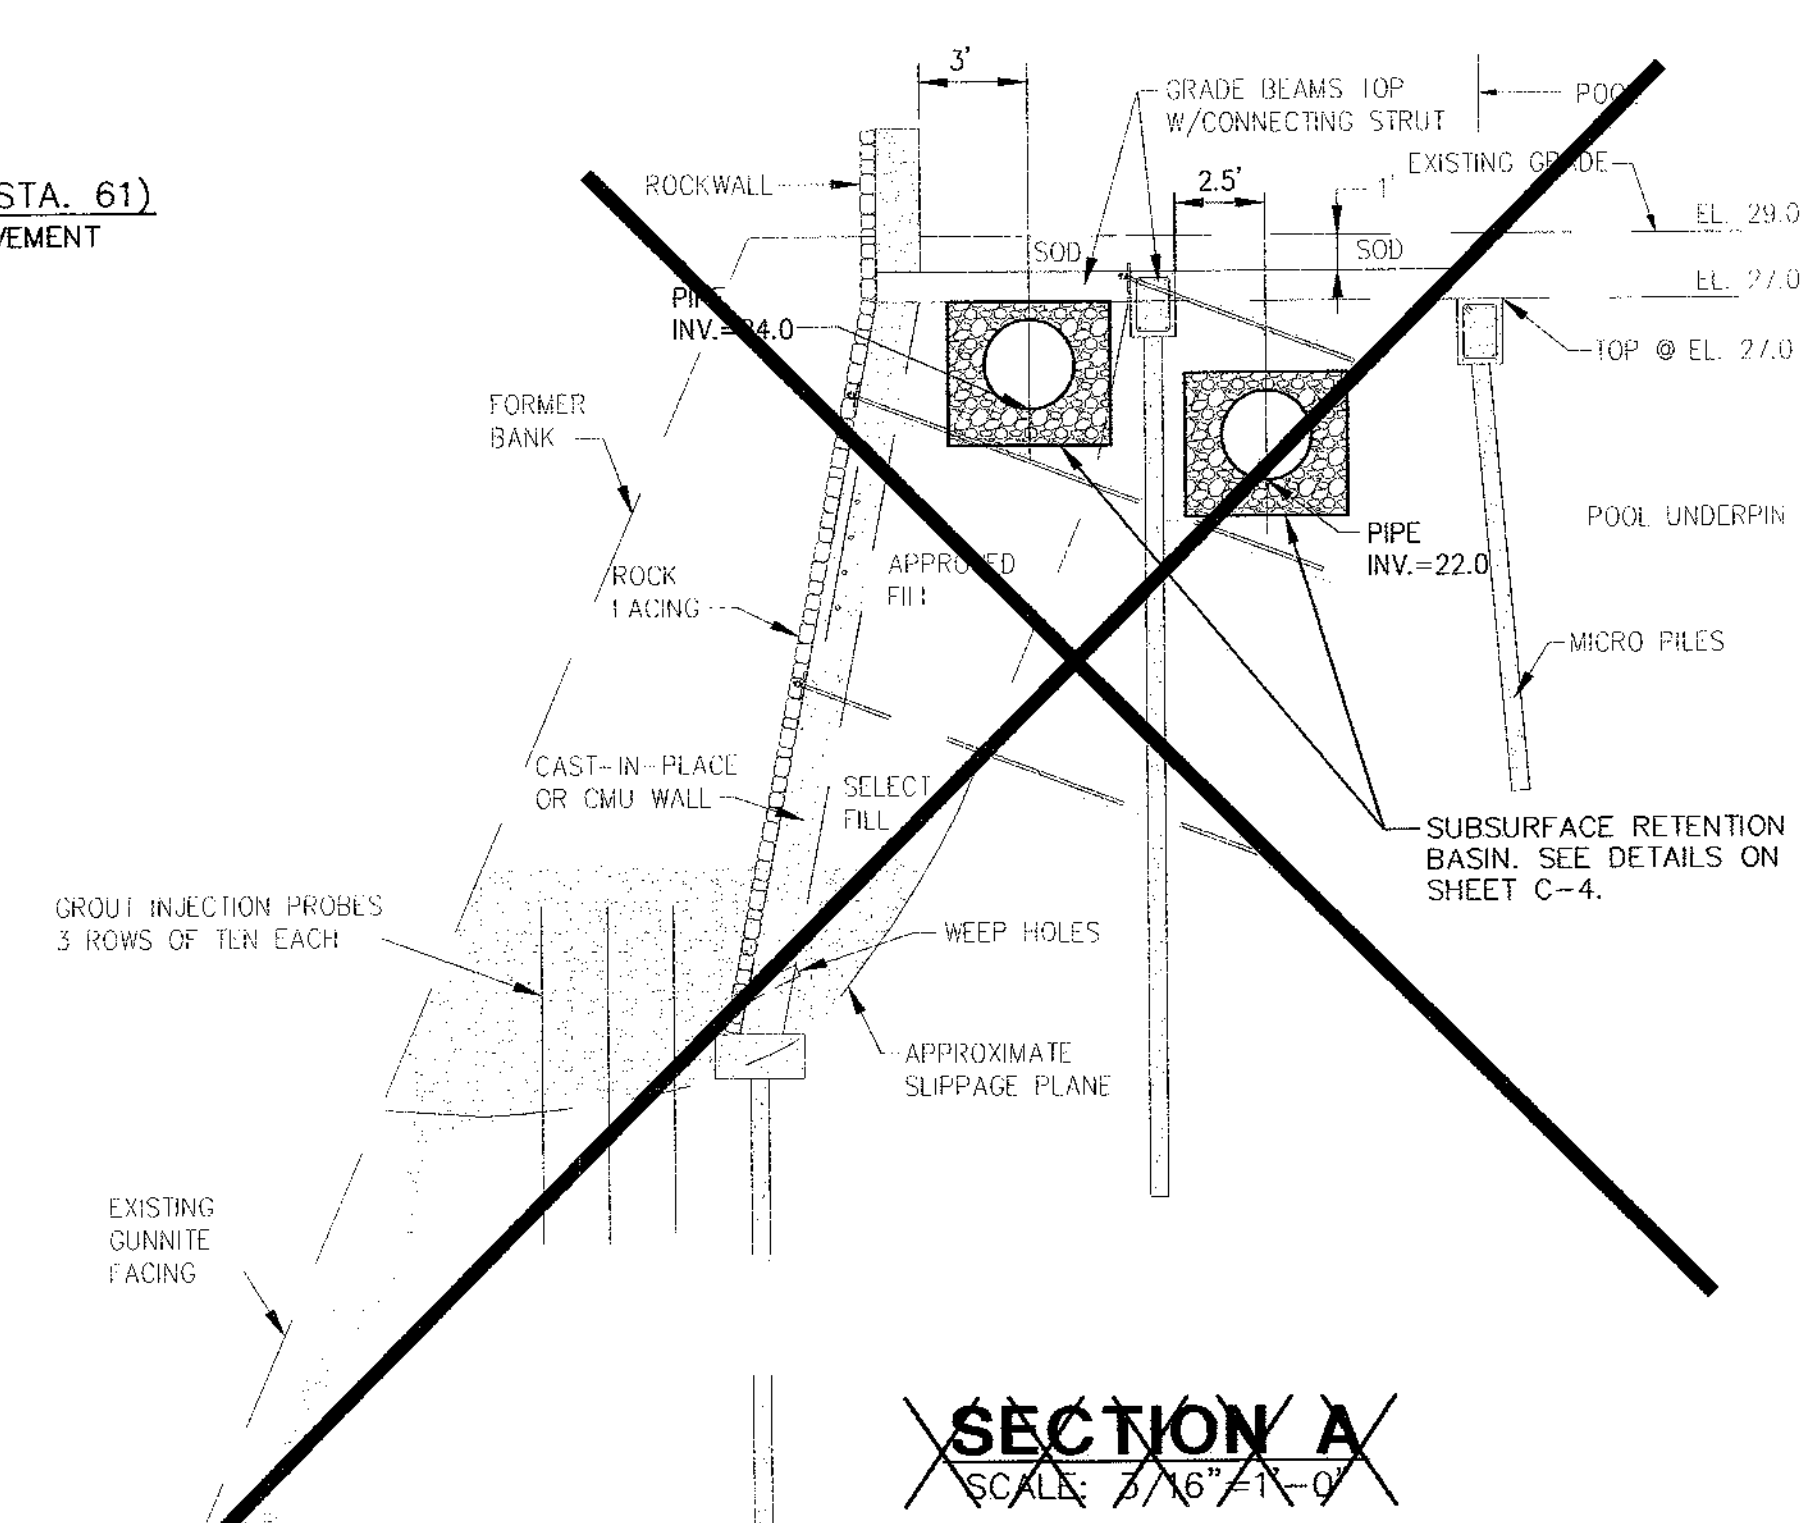 STA. 61)
VEMENT
3'
GRADE BEAMS TOP
W/CONNECTING STRUT
POOL
EXISTING GRADE
ROCKWALL
2.5'
1'
EL. 29.0
SOD
SOD
EL. 27.0
PIPE
INV.=24.0
TOP @ EL. 27.0
FORMER
BANK
PIPE
INV.=22.0
POOL UNDERPIN
ROCK
FACING
APPROVED
FILL
MICRO PILES
CAST-IN-PLACE
OR CMU WALL
SELECT
FILL
SUBSURFACE RETENTION
BASIN. SEE DETAILS ON
SHEET C-4.
GROUT INJECTION PROBES
3 ROWS OF TEN EACH
WEEP HOLES
APPROXIMATE
SLIPPAGE PLANE
EXISTING
GUNNITE
FACING
SECTION A
SCALE: 3/16"=1'-0"